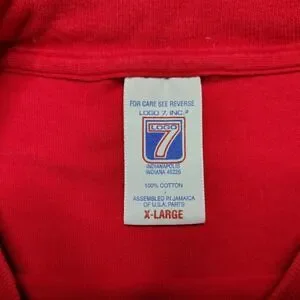 FOR CARE SEE REVERSE
LOGO 7, INC.®
LOGO
7
INDIANAPOLIS
INDIANA 46226
100% COTTON
ASSEMBLED IN JAMAICA
OF U.S.A. PARTS
X-LARGE